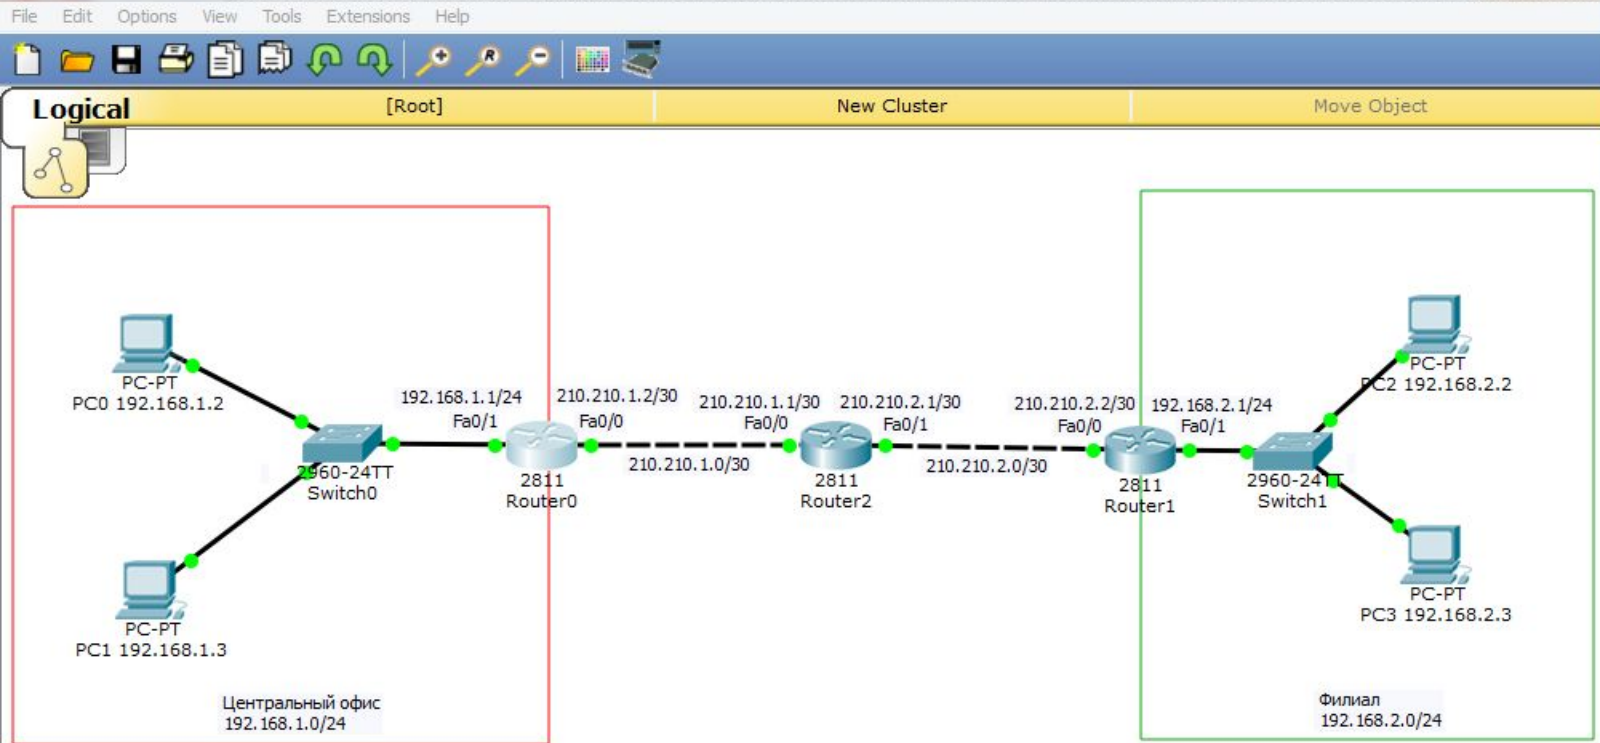 File Edit Options View Tools Extensions Help
Logical [Root] New Cluster Move Object
PC-PT
PC0 192.168.1.2
2960-24TT
Switch0
PC-PT
PC1 192.168.1.3
Центральный офис
192.168.1.0/24
192.168.1.1/24
Fa0/1
2811
Router0
210.210.1.2/30
Fa0/0
210.210.1.0/30
210.210.1.1/30
Fa0/0
2811
Router2
210.210.2.1/30
Fa0/1
210.210.2.0/30
210.210.2.2/30
Fa0/0
2811
Router1
192.168.2.1/24
Fa0/1
2960-24TT
Switch1
PC-PT
PC2 192.168.2.2
PC-PT
PC3 192.168.2.3
Филиал
192.168.2.0/24